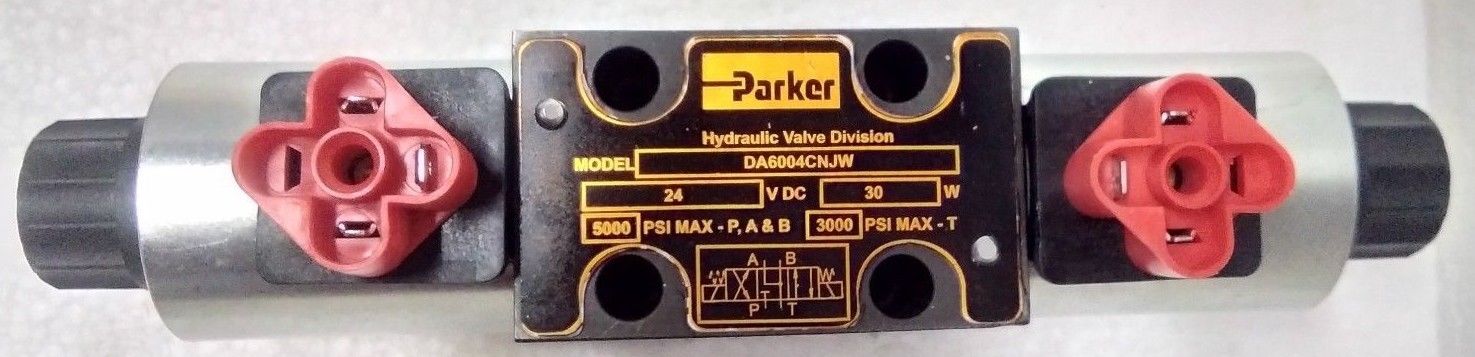 Parker
Hydraulic Valve Division
MODEL DA6004CNJW
24 V DC 30 W
5000 PSI MAX - P, A & B 3000 PSI MAX - T
A B
P T